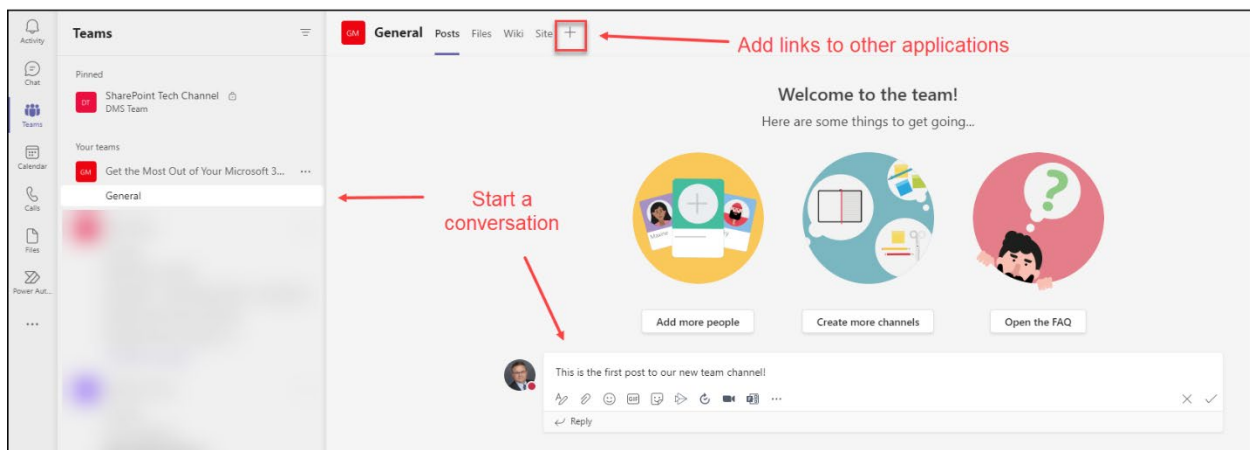 Activity
Chat
Teams
Calendar
Calls
Files
Power Aut...
Teams
Pinned
DT
SharePoint Tech Channel
DMS Team
Your teams
GM
Get the Most Out of Your Microsoft 3...
General
GM General Posts Files Wiki Site
Add links to other applications
Welcome to the team!
Here are some things to get going...
Start a
conversation
Maxine
Add more people
Create more channels
Open the FAQ
This is the first post to our new team channel!
GIF
Reply